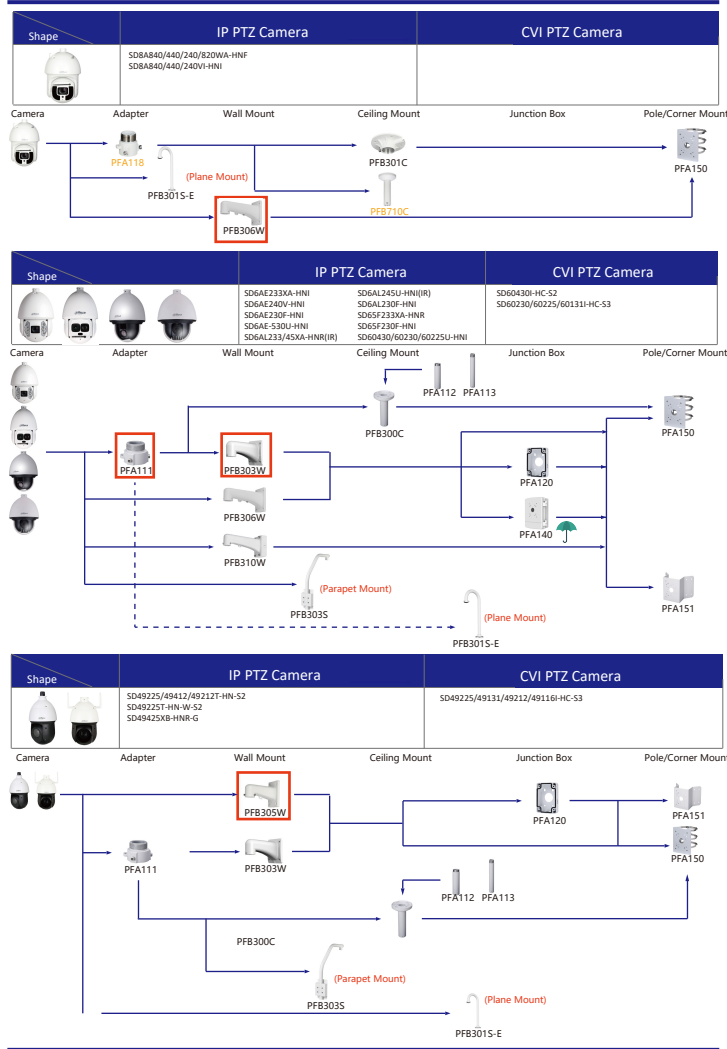 Shape
IP PTZ Camera
CVI PTZ Camera
SD8A840/440/240/820WA-HNF
SD8A840/440/240VI-HNI
Camera
Adapter
Wall Mount
Ceiling Mount
Junction Box
Pole/Corner Mount
PFA118
PFB301C
PFA150
(Plane Mount)
PFB301S-E
PFB710C
PFB306W
Shape
IP PTZ Camera
CVI PTZ Camera
SD6AE233XA-HNI
SD6AE240V-HNI
SD6AE230F-HNI
SD6AE-530U-HNI
SD6AL233/45XA-HNR(IR)
SD6AL245U-HNI(IR)
SD6AL230F-HNI
SD65F233XA-HNR
SD65F230F-HNI
SD60430/60230/60225U-HNI
SD60430I-HC-S2
SD60230/60225/60131I-HC-S3
Camera
Adapter
Wall Mount
Ceiling Mount
Junction Box
Pole/Corner Mount
PFA112
PFA113
PFB300C
PFA150
PFA111
PFB303W
PFA120
PFB306W
PFA140
PFB310W
(Parapet Mount)
PFB303S
PFA151
(Plane Mount)
PFB301S-E
Shape
IP PTZ Camera
CVI PTZ Camera
SD49225/49412/49212T-HN-S2
SD49225T-HN-W-S2
SD49425XB-HNR-G
SD49225/49131/49212/49116I-HC-S3
Camera
Adapter
Wall Mount
Ceiling Mount
Junction Box
Pole/Corner Mount
PFB305W
PFA120
PFA151
PFA111
PFB303W
PFA150
PFA112
PFA113
PFB300C
(Parapet Mount)
PFB303S
(Plane Mount)
PFB301S-E